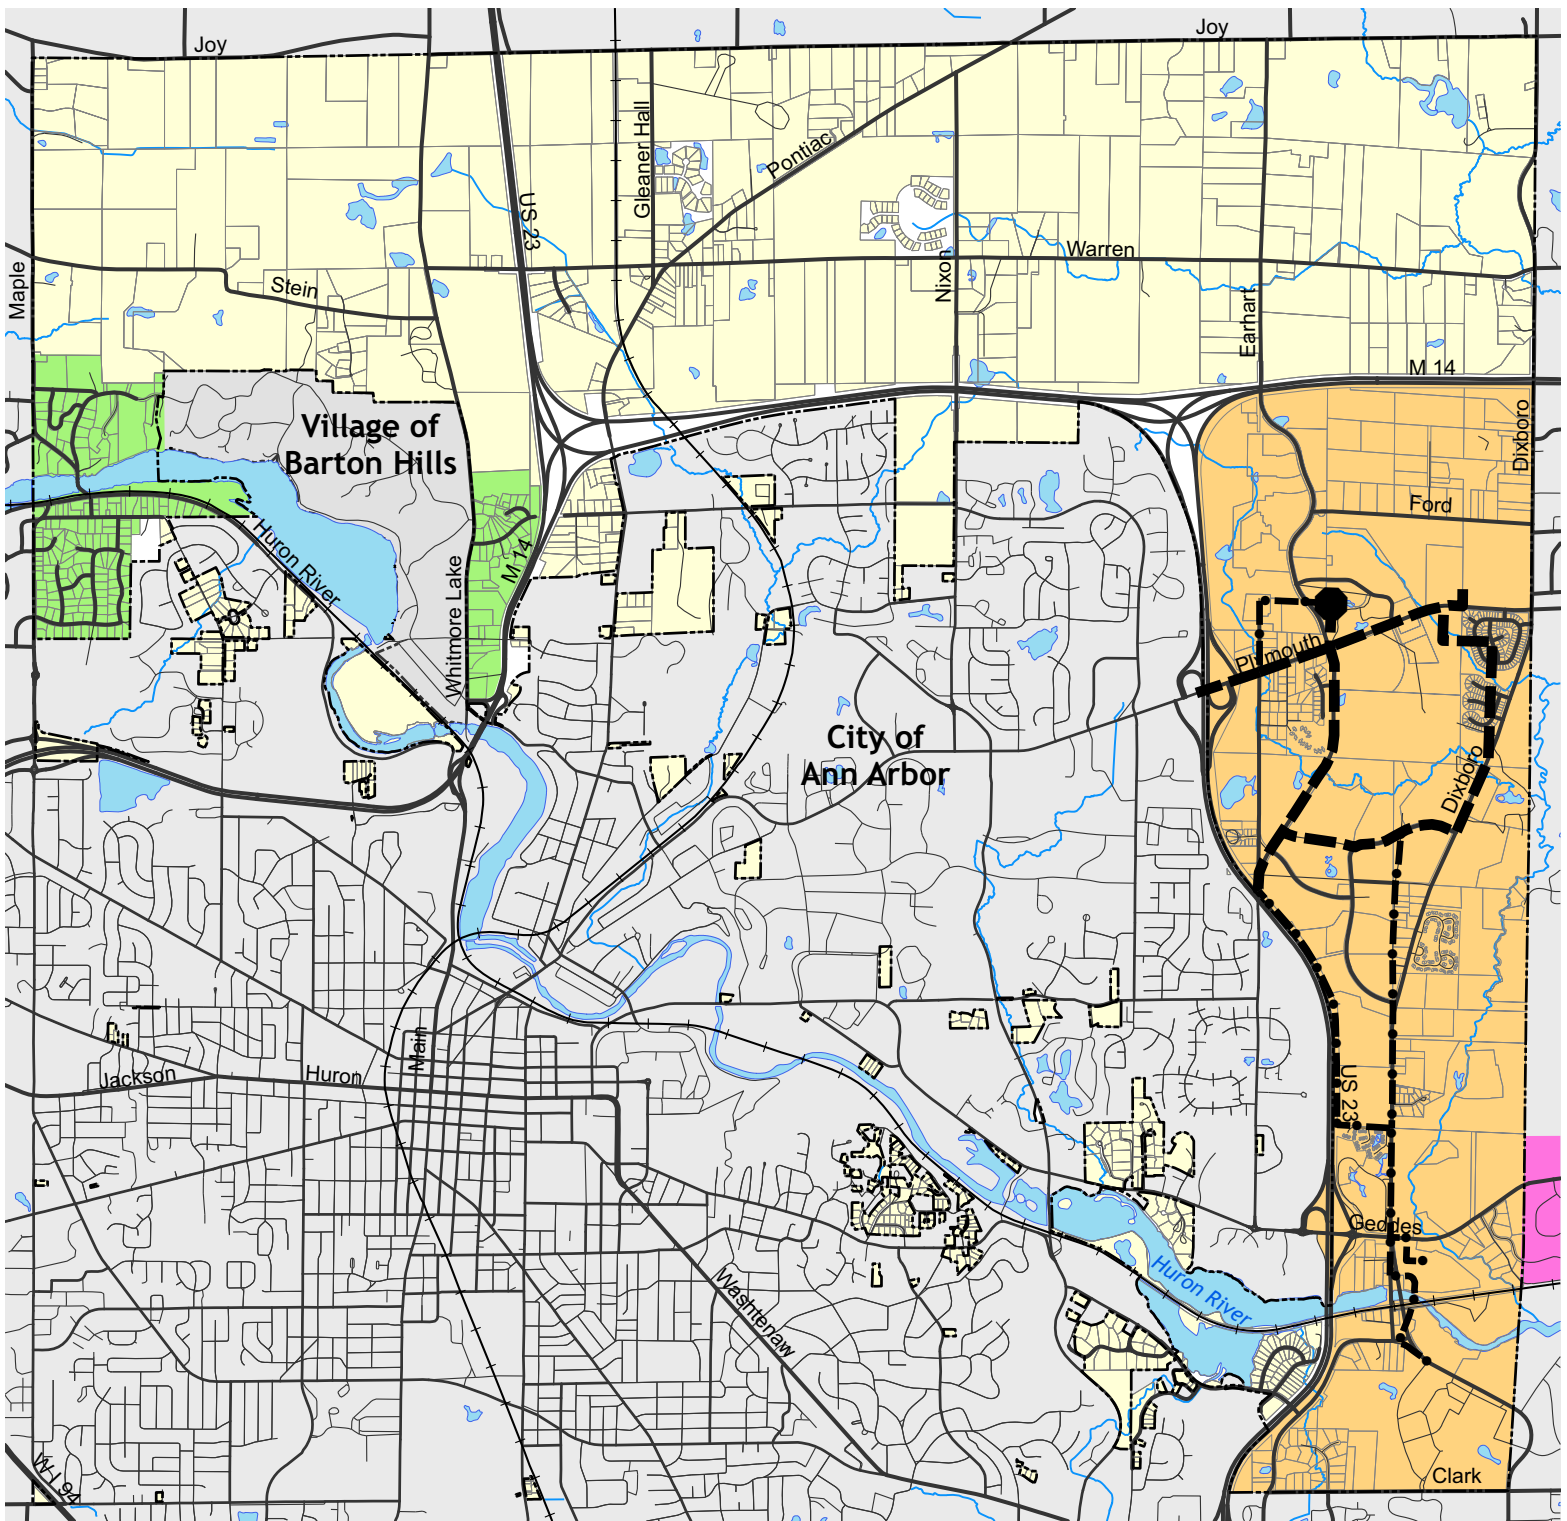 Joy
Joy
Gleaner Hall
Pontiac
US 23
Nixon
Warren
Maple
Stein
Earhart
M 14
Village of
Barton Hills
Dixboro
Ford
Huron River
M 14
Whitmore Lake
Plymouth
City of
Ann Arbor
Dixboro
Main
Jackson
Huron
US 23
Geddes
Huron River
Washtenaw
W I 94
Clark